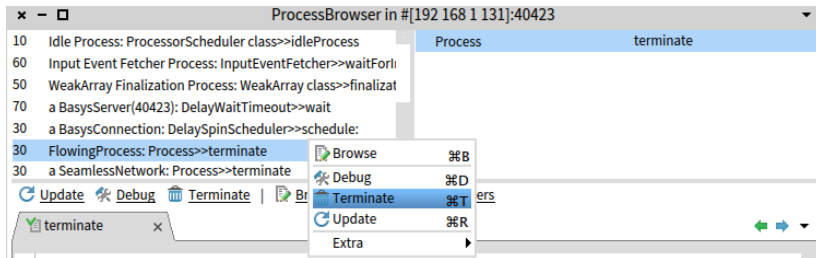 ProcessBrowser in #[192 168 1 131]:40423
10 Idle Process: ProcessorScheduler class>>idleProcess
60 Input Event Fetcher Process: InputEventFetcher>>waitForI
50 WeakArray Finalization Process: WeakArray class>>finalizat
70 a BasysServer(40423): DelayWaitTimeout>>wait
30 a BasysConnection: DelaySpinScheduler>>schedule:
30 FlowingProcess: Process>>terminate
30 a SeamlessNetwork: Process>>terminate
Process terminate
Browse ⌘B
Debug ⌘D
Terminate ⌘T
Update ⌘R
Extra
Update Debug Terminate | Br ers
terminate ×